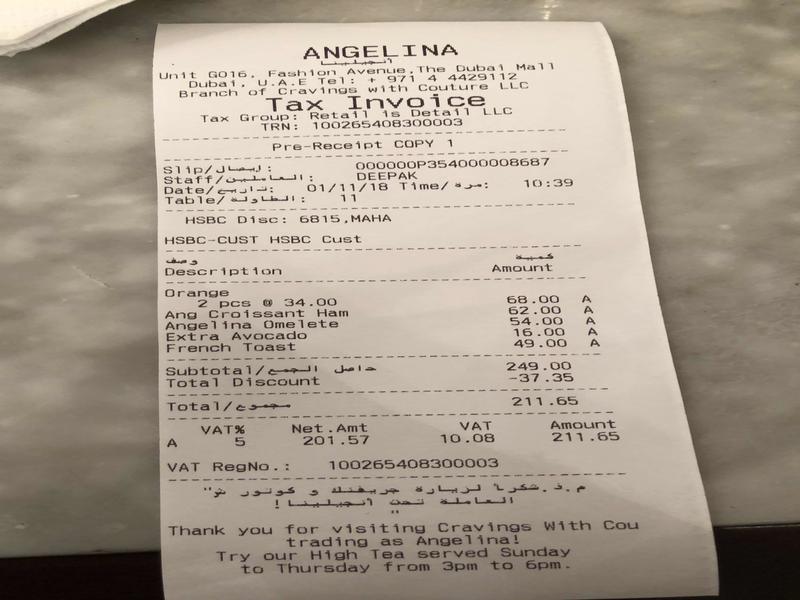 ANGELINA
أنجيلينا
Unit G016, Fashion Avenue,The Dubai Mall
Dubai, U.A.E Tel: + 971 4 4429112
Branch of Cravings with Couture LLC
Tax Invoice
Tax Group: Retail is Detail LLC
TRN: 100265408300003
Pre-Receipt COPY 1
Slip/إيصال: 000000P354000008687
Staff/العاملين: DEEPAK
Date/تاريخ: 01/11/18 Time/مرة: 10:39
Table/الطاولة: 11
HSBC Disc: 6815,MAHA
HSBC-CUST HSBC Cust
وصف كمية
Description Amount
Orange
2 pcs @ 34.00 68.00 A
Ang Croissant Ham 62.00 A
Angelina Omelete 54.00 A
Extra Avocado 16.00 A
French Toast 49.00 A
Subtotal/حاصل الجمع 249.00
Total Discount -37.35
Total/مجموع 211.65
VAT% Net.Amt VAT Amount
A 5 201.57 10.08 211.65
VAT RegNo.: 100265408300003
العاملة تحت أنجيلينا!
"
Thank you for visiting Cravings With Cou
trading as Angelina!
Try our High Tea served Sunday
to Thursday from 3pm to 6pm.